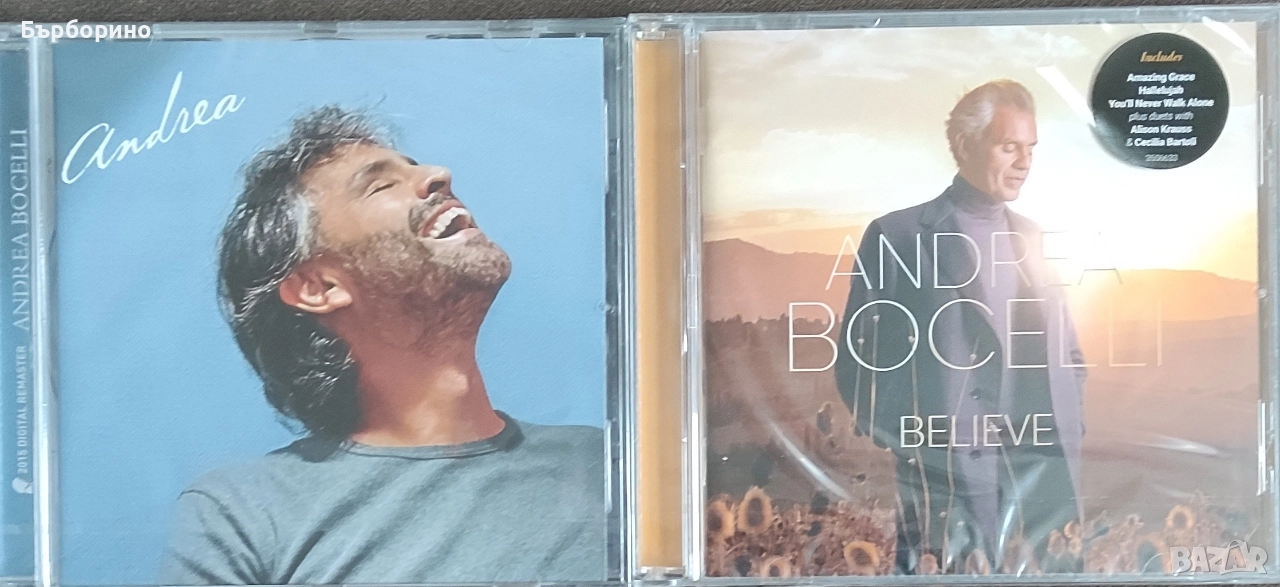 Бърборино
Andrea
2015 DIGITAL REMASTER ANDREA BOCELLI
Includes
Amazing Grace
Hallelujah
You'll Never Walk Alone
plus duets with
Alison Krauss
& Cecilia Bartoli
ANDREA
BOCELLI
BELIEVE
BAZAR